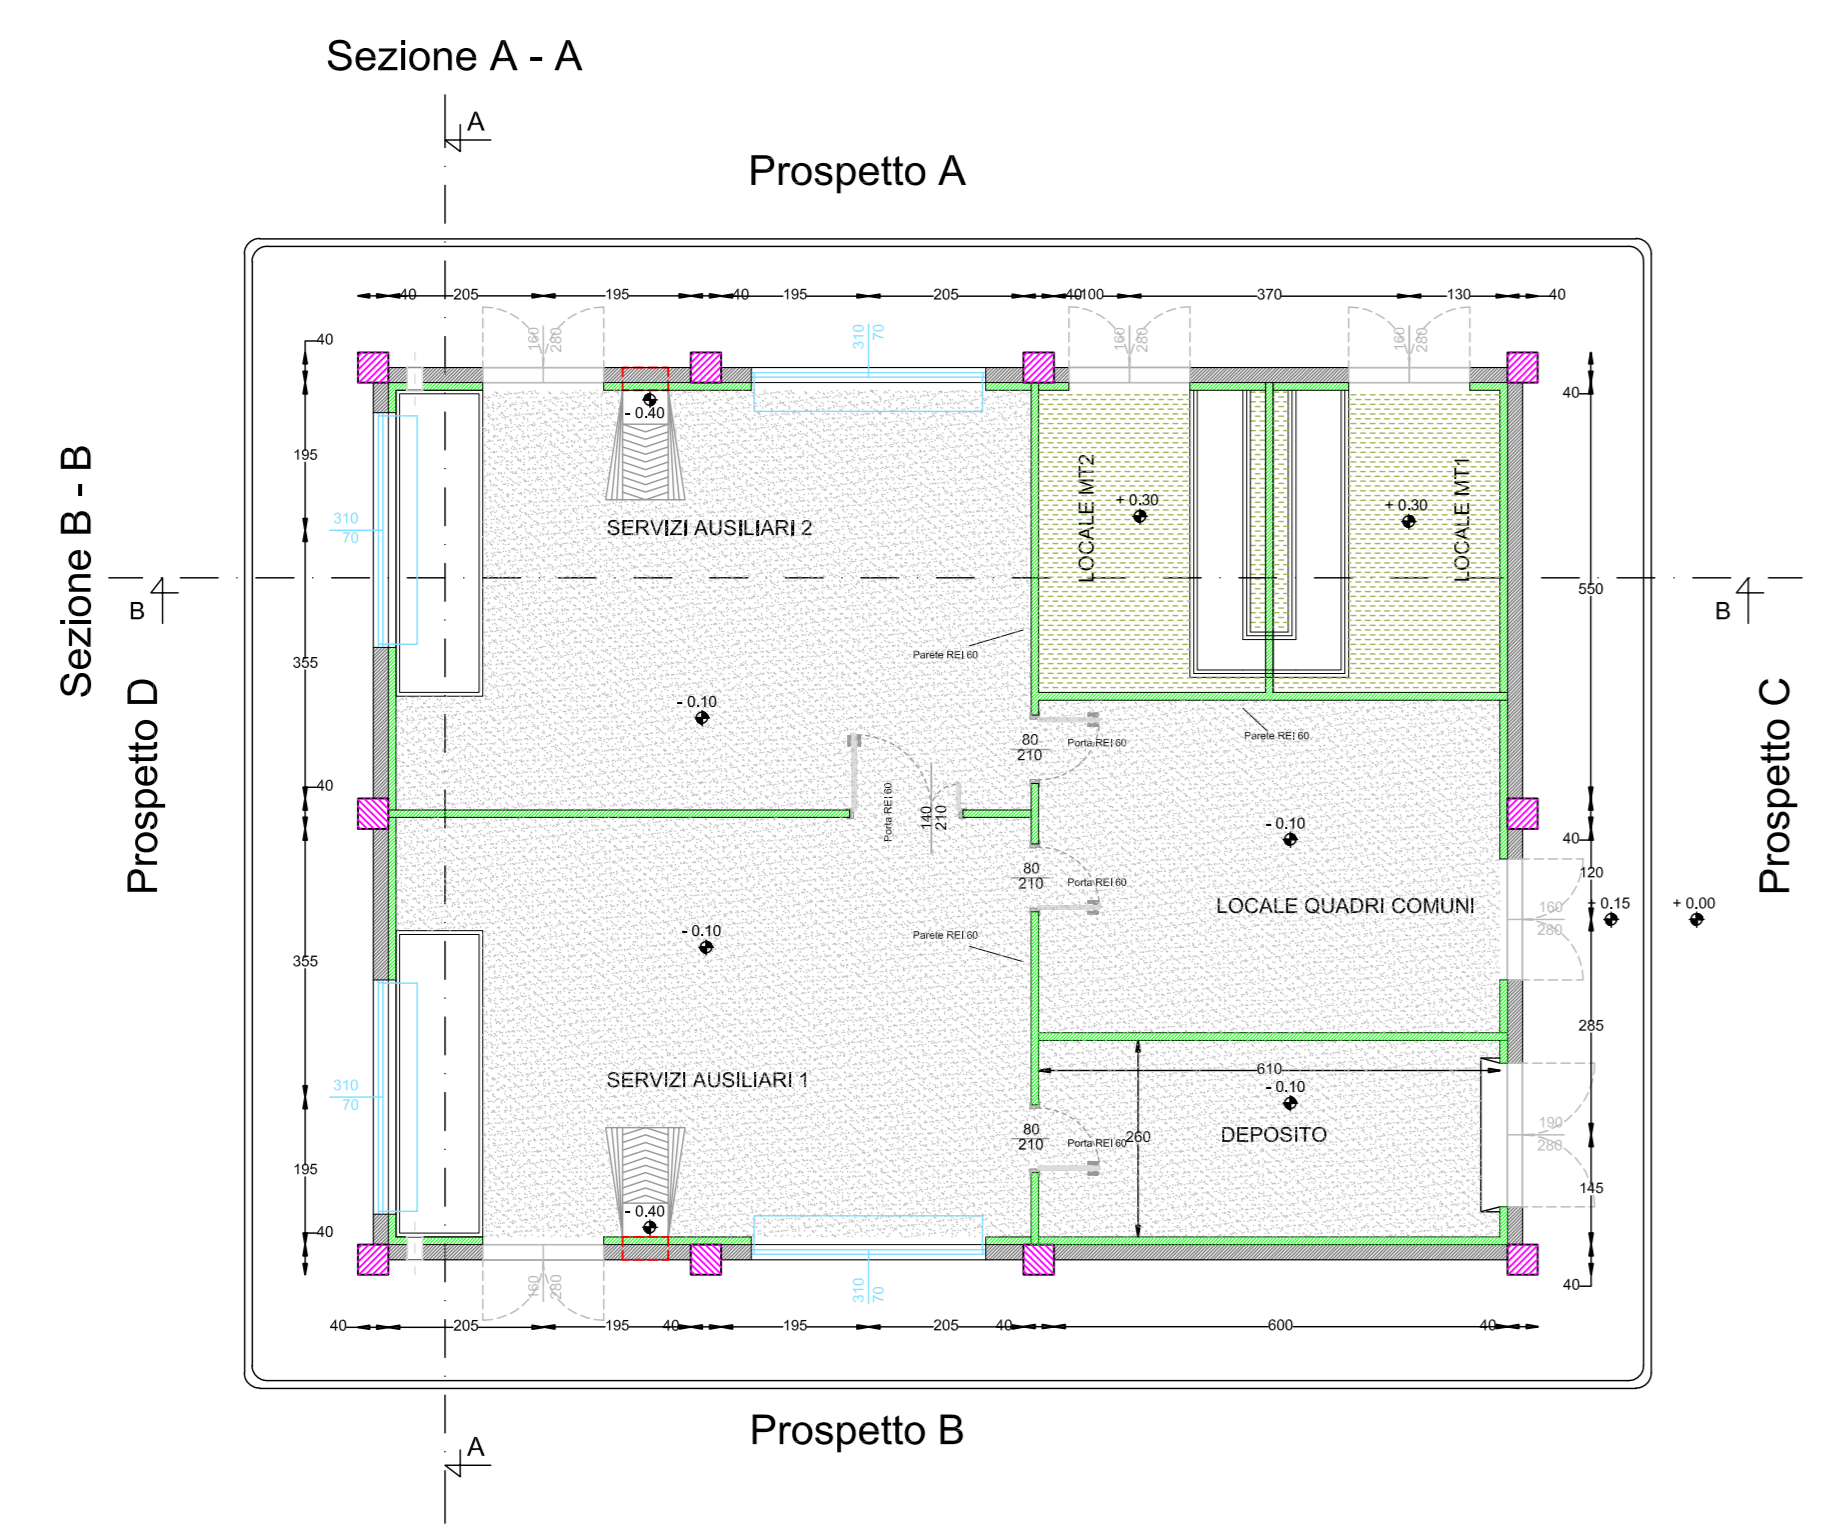 Sezione A - A
A
Prospetto A
40 205 195 40 195 205 40 100 370 130 40
160
280
310
70
160
280
160
280
40
40
- 0.40
195
Sezione B - B
310
70
SERVIZI AUSILIARI 2
LOCALE MT2
+ 0.30
+ 0.30
LOCALE MT1
B
B
550
355
Parete REI 60
Prospetto D
Prospetto C
- 0.10
80
210
Porta REI 60
Parete REI 60
40
Porta REI 60
140
210
- 0.10
40
80
210
Porta REI 60
120
LOCALE QUADRI COMUNI
160
280
+ 0.15
+ 0.00
- 0.10
Parete REI 60
355
285
310
70
SERVIZI AUSILIARI 1
610
- 0.10
80
210
Porta REI 60
260
DEPOSITO
190
280
195
145
- 0.40
40
40
160
280
310
70
40 205 195 40 195 205 40 600 40
Prospetto B
A